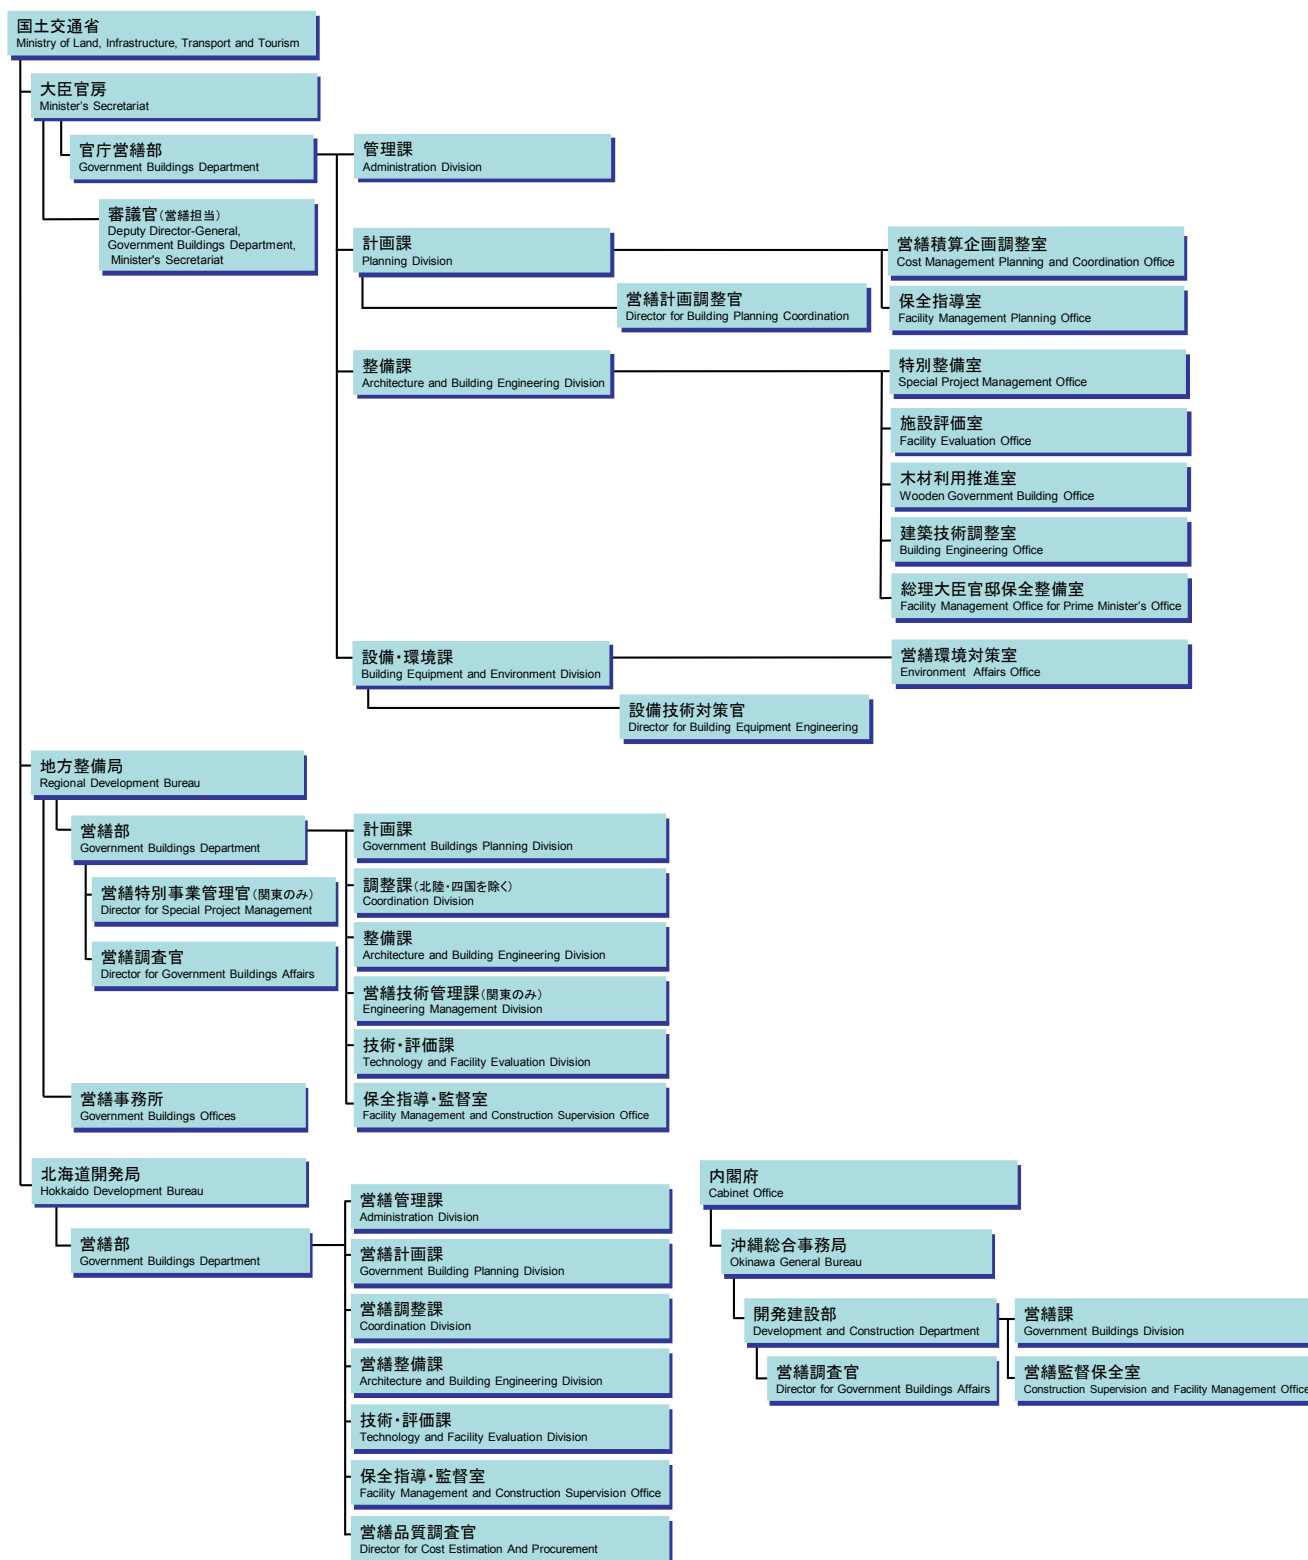 国土交通省
Ministry of Land, Infrastructure, Transport and Tourism
大臣官房
Minister's Secretariat
官庁営繕部
Government Buildings Department
審議官(営繕担当)
Deputy Director-General,
Government Buildings Department,
Minister's Secretariat
管理課
Administration Division
計画課
Planning Division
営繕計画調整官
Director for Building Planning Coordination
営繕積算企画調整室
Cost Management Planning and Coordination Office
保全指導室
Facility Management Planning Office
整備課
Architecture and Building Engineering Division
特別整備室
Special Project Management Office
施設評価室
Facility Evaluation Office
木材利用推進室
Wooden Government Building Office
建築技術調整室
Building Engineering Office
総理大臣官邸保全整備室
Facility Management Office for Prime Minister's Office
設備・環境課
Building Equipment and Environment Division
営繕環境対策室
Environment Affairs Office
設備技術対策官
Director for Building Equipment Engineering
地方整備局
Regional Development Bureau
営繕部
Government Buildings Department
営繕特別事業管理官(関東のみ)
Director for Special Project Management
営繕調査官
Director for Government Buildings Affairs
計画課
Government Buildings Planning Division
調整課(北陸・四国を除く)
Coordination Division
整備課
Architecture and Building Engineering Division
営繕技術管理課(関東のみ)
Engineering Management Division
技術・評価課
Technology and Facility Evaluation Division
保全指導・監督室
Facility Management and Construction Supervision Office
営繕事務所
Government Buildings Offices
北海道開発局
Hokkaido Development Bureau
営繕部
Government Buildings Department
営繕管理課
Administration Division
営繕計画課
Government Building Planning Division
営繕調整課
Coordination Division
営繕整備課
Architecture and Building Engineering Division
技術・評価課
Technology and Facility Evaluation Division
保全指導・監督室
Facility Management and Construction Supervision Office
営繕品質調査官
Director for Cost Estimation And Procurement
内閣府
Cabinet Office
沖縄総合事務局
Okinawa General Bureau
開発建設部
Development and Construction Department
営繕調査官
Director for Government Buildings Affairs
営繕課
Government Buildings Division
営繕監督保全室
Construction Supervision and Facility Management Office